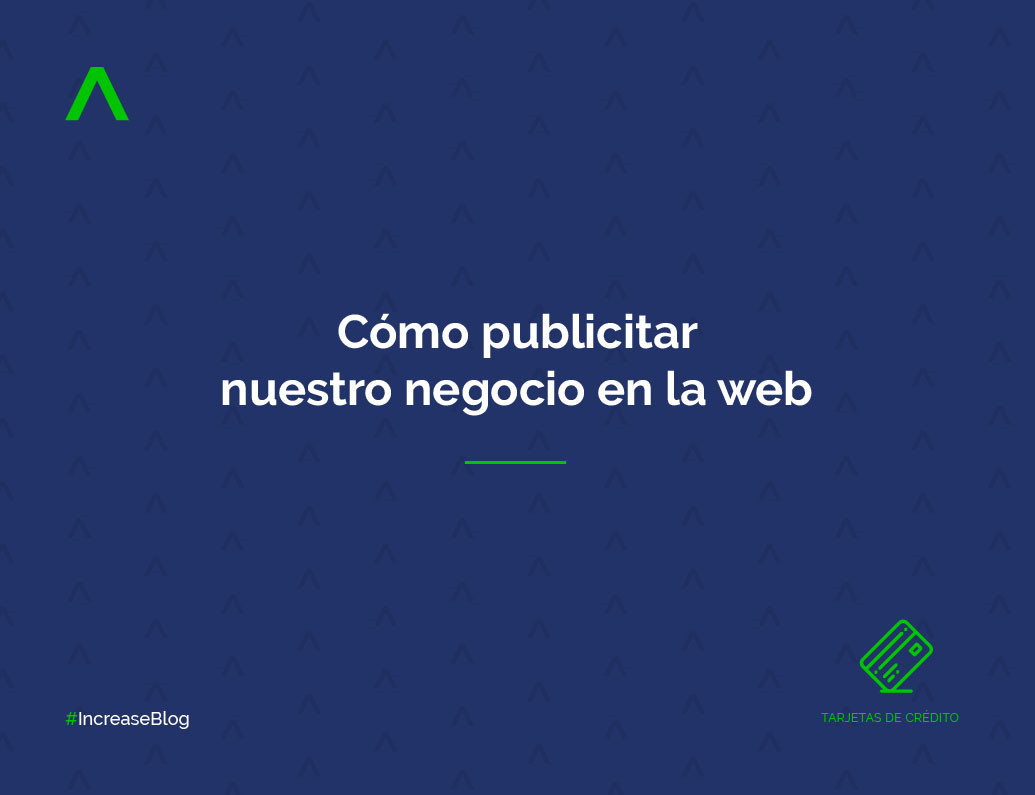 Cómo publicitar
nuestro negocio en la web
#IncreaseBlog
TARJETAS DE CRÉDITO